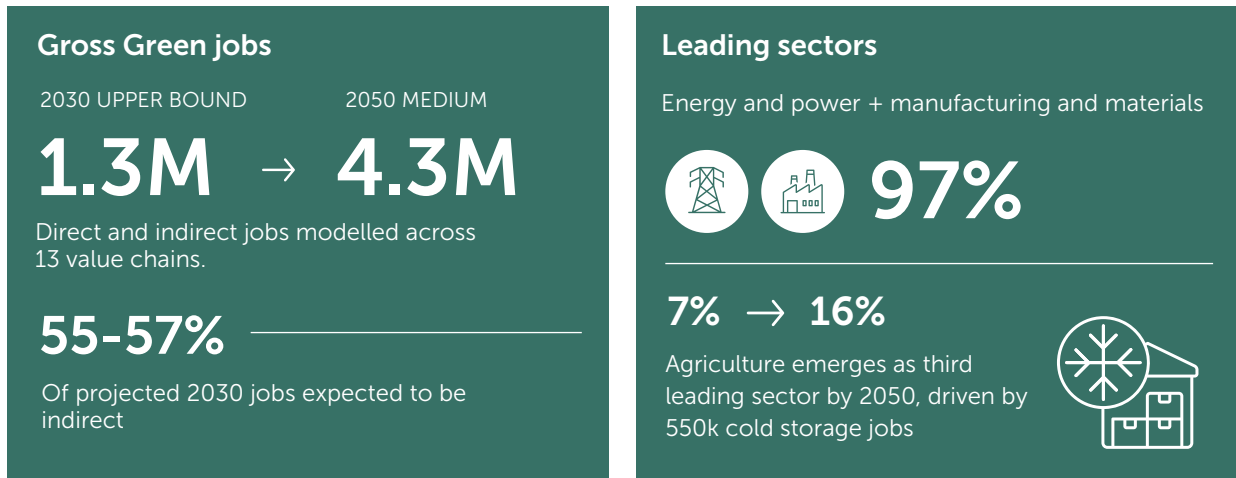 Gross Green jobs
2030 UPPER BOUND
2050 MEDIUM
1.3M → 4.3M
Direct and indirect jobs modelled across
13 value chains.
55-57%
Of projected 2030 jobs expected to be
indirect
Leading sectors
Energy and power + manufacturing and materials
97%
7% → 16%
Agriculture emerges as third
leading sector by 2050, driven by
550k cold storage jobs